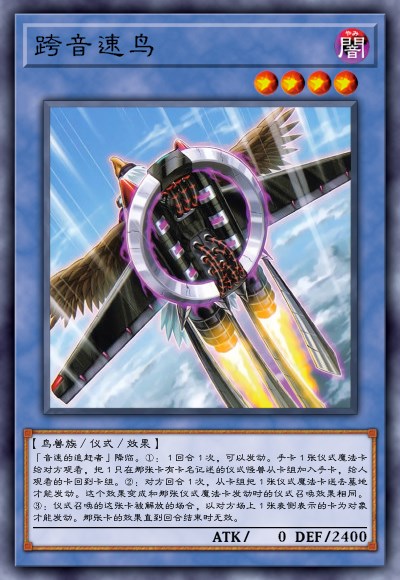 跨音速鸟
やみ
闇
【鸟兽族/仪式/效果】
「音速的追赶者」降临。①：1回合1次，可以发动。手卡1张仪式魔法卡
给对方观看，把1只在那张卡有卡名记述的仪式怪兽从卡组加入手卡，给人
观看的卡回到卡组。②：对方回合1次，从卡组把1张仪式魔法卡送去墓地
才能发动。这个效果变成和那张仪式魔法卡发动时的仪式召唤效果相同。
③：仪式召唤的这张卡被解放的场合，以对方场上1张表侧表示的卡为对象
才能发动。那张卡的效果直到回合结束时无效。
ATK/ 0 DEF/2400